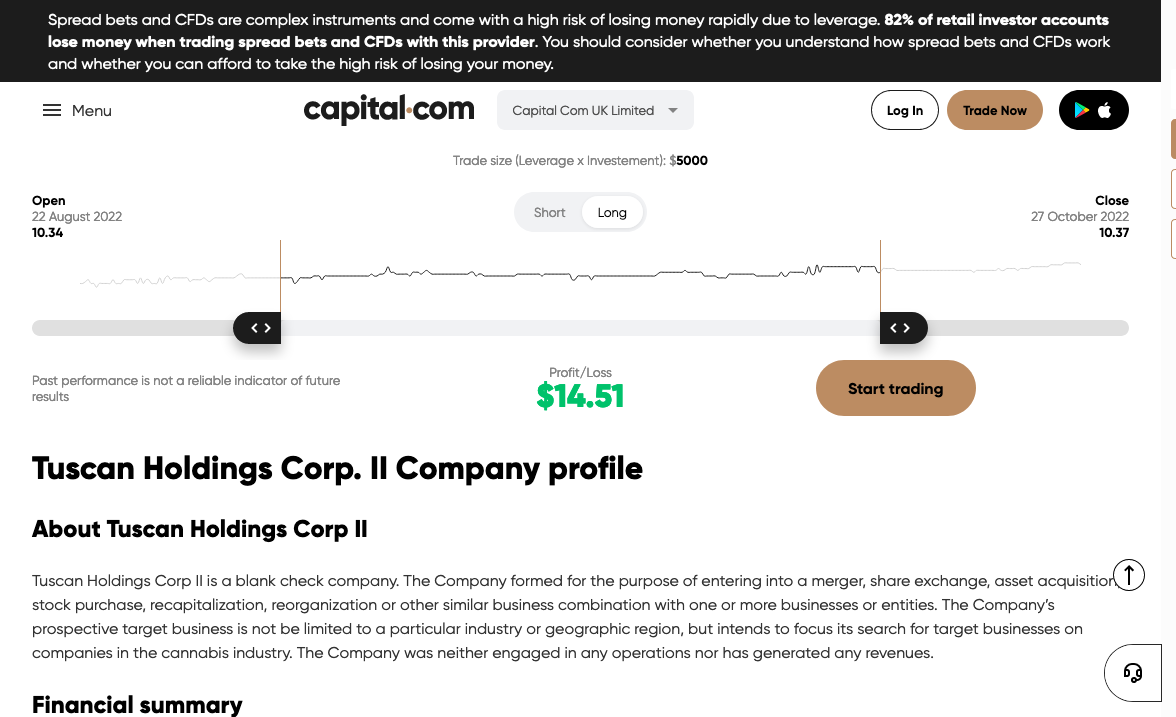 Spread bets and CFDs are complex instruments and come with a high risk of losing money rapidly due to leverage. 82% of retail investor accounts
lose money when trading spread bets and CFDs with this provider. You should consider whether you understand how spread bets and CFDs work
and whether you can afford to take the high risk of losing your money.
Menu
capital.com
Capital Com UK Limited
Log In
Trade Now
Trade size (Leverage x Investement): $5000
Open
22 August 2022
10.34
Short
Long
Close
27 October 2022
10.37
Past performance is not a reliable indicator of future
results
Profit/Loss
$14.51
Start trading
Tuscan Holdings Corp. II Company profile
About Tuscan Holdings Corp II
Tuscan Holdings Corp II is a blank check company. The Company formed for the purpose of entering into a merger, share exchange, asset acquisition,
stock purchase, recapitalization, reorganization or other similar business combination with one or more businesses or entities. The Company's
prospective target business is not be limited to a particular industry or geographic region, but intends to focus its search for target businesses on
companies in the cannabis industry. The Company was neither engaged in any operations nor has generated any revenues.
Financial summary